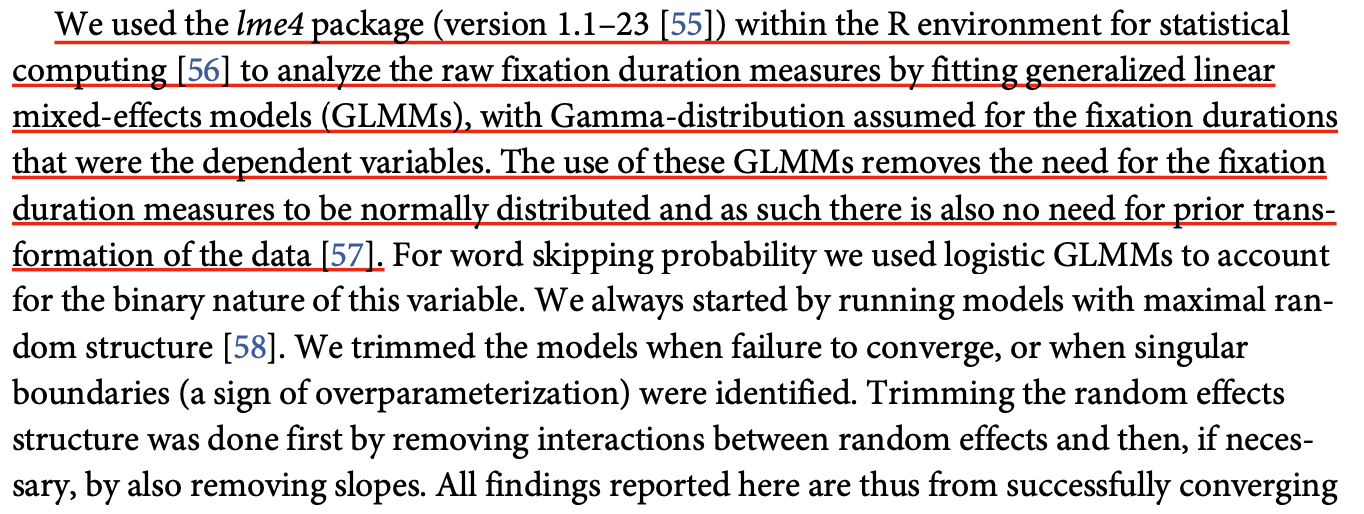 We used the lme4 package (version 1.1–23 [55]) within the R environment for statistical
computing [56] to analyze the raw fixation duration measures by fitting generalized linear
mixed-effects models (GLMMs), with Gamma-distribution assumed for the fixation durations
that were the dependent variables. The use of these GLMMs removes the need for the fixation
duration measures to be normally distributed and as such there is also no need for prior trans-
formation of the data [57]. For word skipping probability we used logistic GLMMs to account
for the binary nature of this variable. We always started by running models with maximal ran-
dom structure [58]. We trimmed the models when failure to converge, or when singular
boundaries (a sign of overparameterization) were identified. Trimming the random effects
structure was done first by removing interactions between random effects and then, if neces-
sary, by also removing slopes. All findings reported here are thus from successfully converging